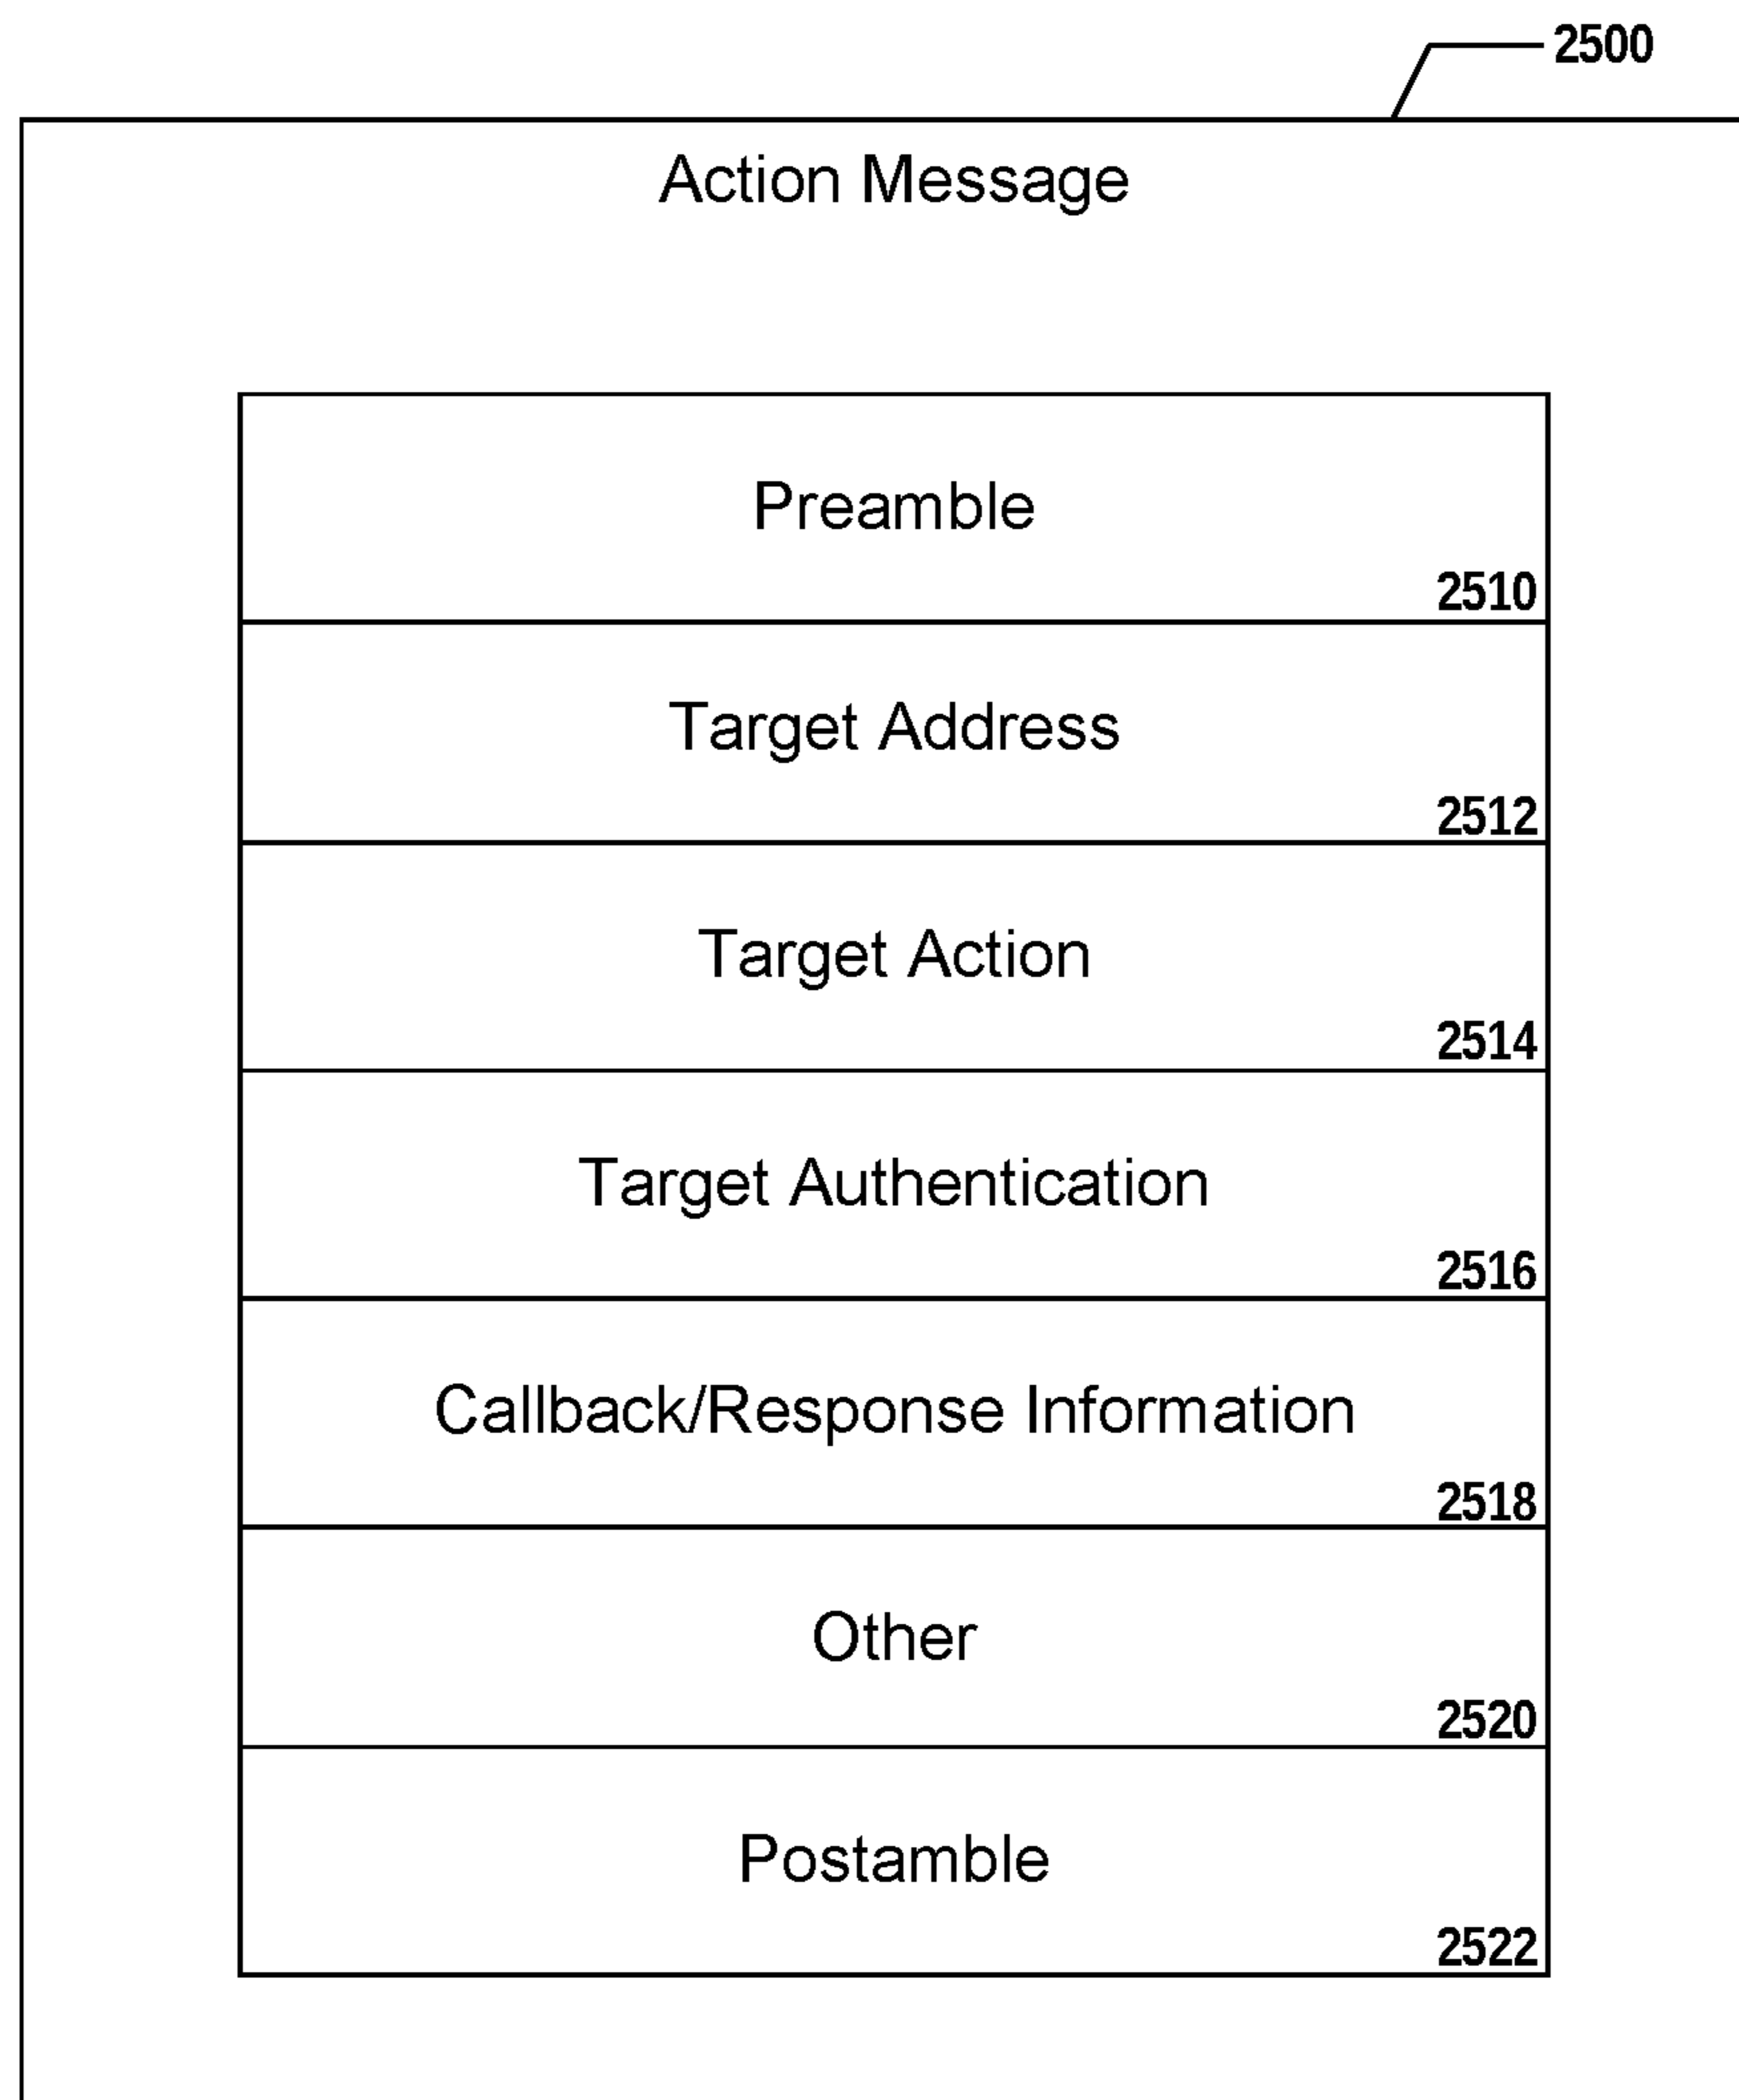 2500
Action Message
Preamble
2510
Target Address
2512
Target Action
2514
Target Authentication
2516
Callback/Response Information
2518
Other
2520
Postamble
2522